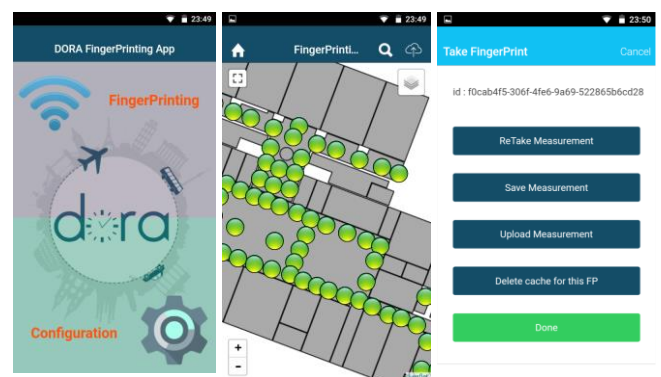 23:49
DORA FingerPrinting App
FingerPrinting
dora
Configuration
23:49
FingerPrinti...
+
-
23:50
Take FingerPrint
Cancel
id : f0cab4f5-306f-4fe6-9a69-522865b6cd28
ReTake Measurement
Save Measurement
Upload Measurement
Delete cache for this FP
Done